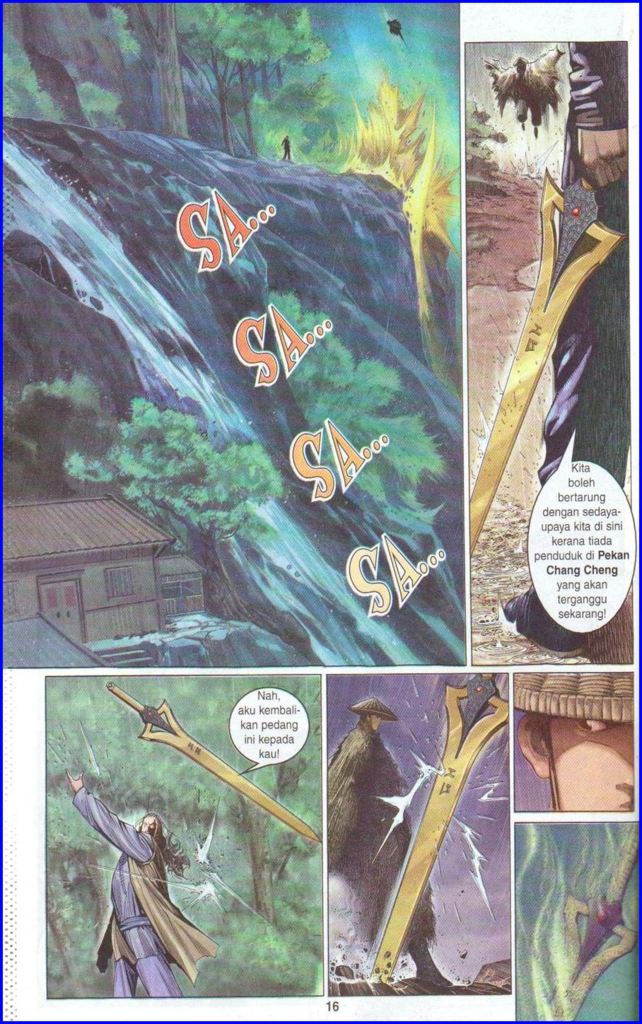 SA...
SA...
SA...
SA...
Kita
boleh
bertarung
dengan sedaya-
upaya kita di sini
kerana tiada
penduduk di Pekan
Chang Cheng
yang akan
terganggu
sekarang!
Nah,
aku kembali-
kan pedang
ini kepada
kau!
16